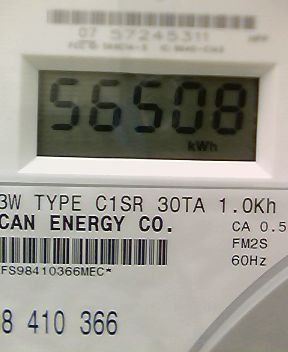 07 57245311
56508
kWh
3W TYPE C1SR 30TA 1.0Kh
CAN ENERGY CO.
CA 0.5
FM2S
60Hz
FS98410366MEC*
8 410 366